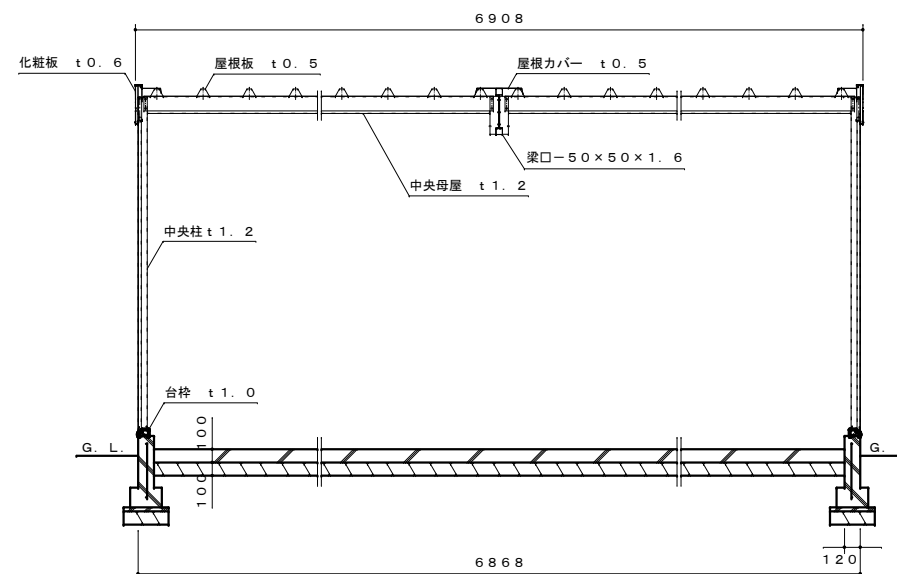 6908
化粧板 t0.6
屋根板 t0.5
屋根カバー t0.5
梁口-50×50×1.6
中央母屋 t1.2
中央柱t1.2
台枠 t1.0
100
G.L.
G.
100
120
6868